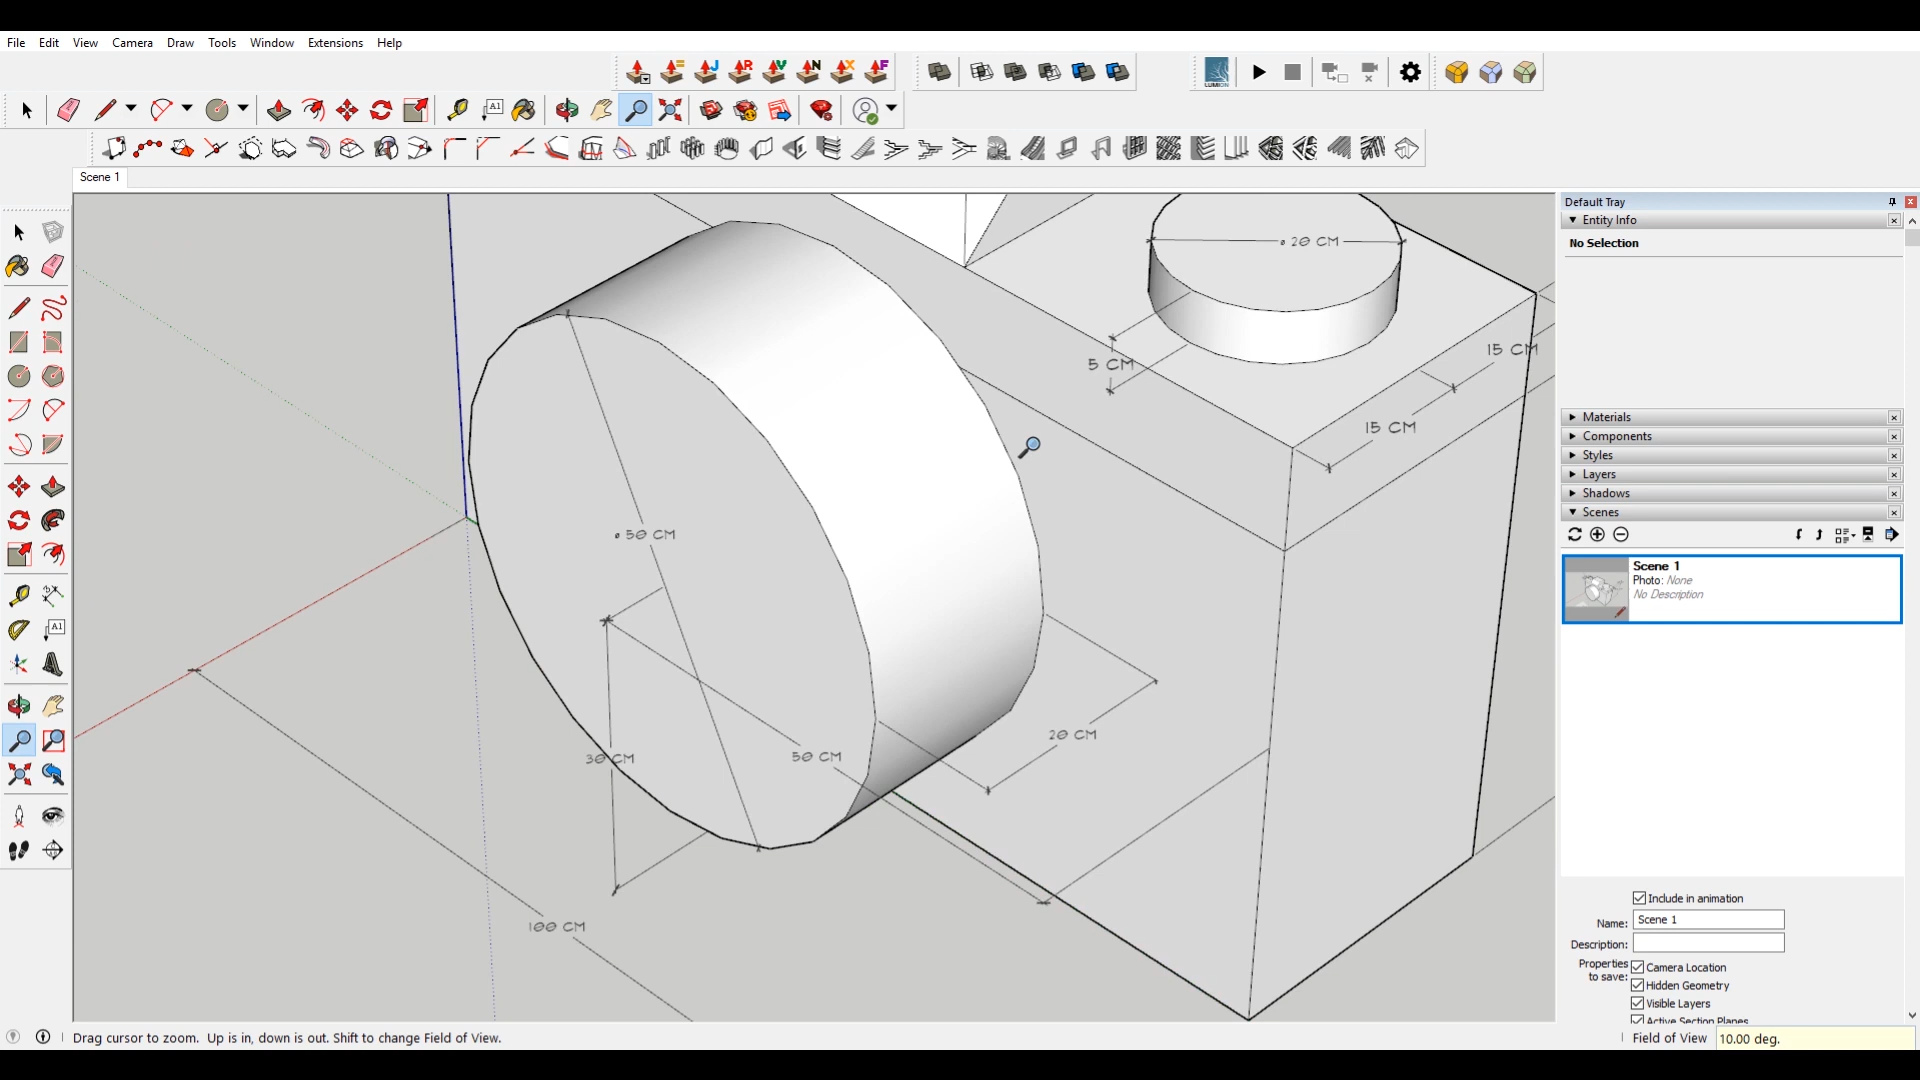 File Edit View Camera Draw Tools Window Extensions Help
J R V N X F
LUMION
A1
Scene 1
Default Tray
Entity Info
No Selection
Materials
Components
Styles
Layers
Shadows
Scenes
Scene 1
Photo: None
No Description
Include in animation
Name: Scene 1
Description:
Properties to save:
Camera Location
Hidden Geometry
Visible Layers
Active Section Planes
A1
ø 20 CM
5 CM
15 CM
15 CM
ø 50 CM
30 CM
50 CM
20 CM
100 CM
Drag cursor to zoom. Up is in, down is out. Shift to change Field of View.
Field of View 10.00 deg.